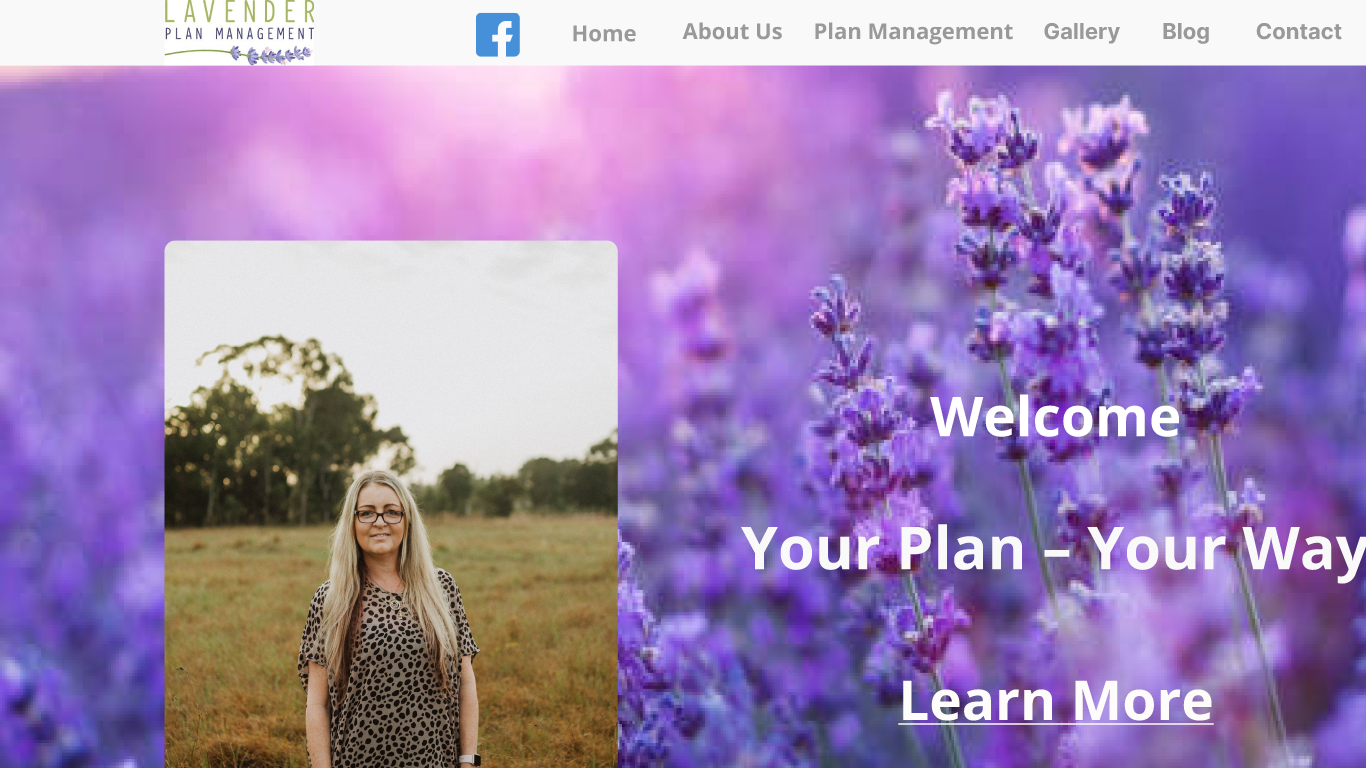 LAVENDER
PLAN MANAGEMENT
Home About Us Plan Management Gallery Blog Contact
Welcome
Your Plan – Your Way
Learn More